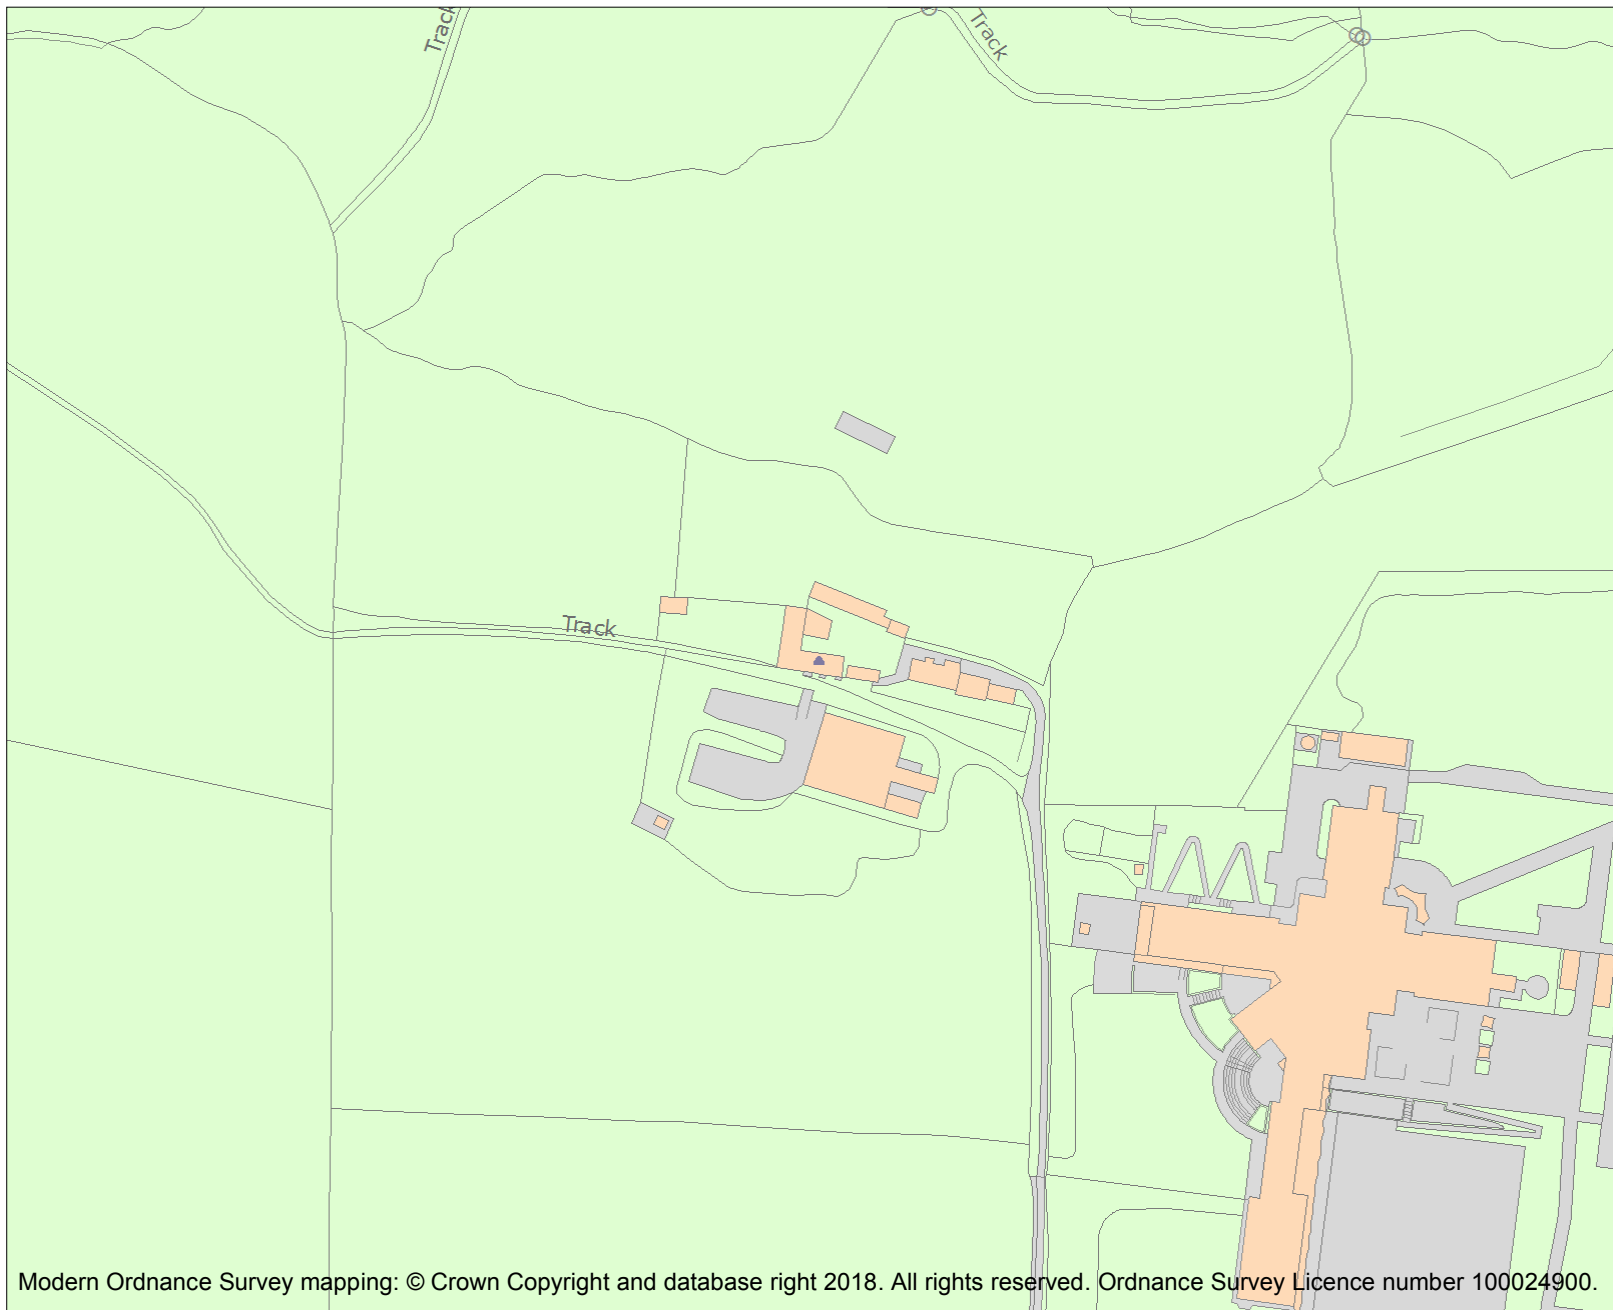 Track
Track
Track
Modern Ordnance Survey mapping: © Crown Copyright and database right 2018. All rights reserved. Ordnance Survey Licence number 100024900.